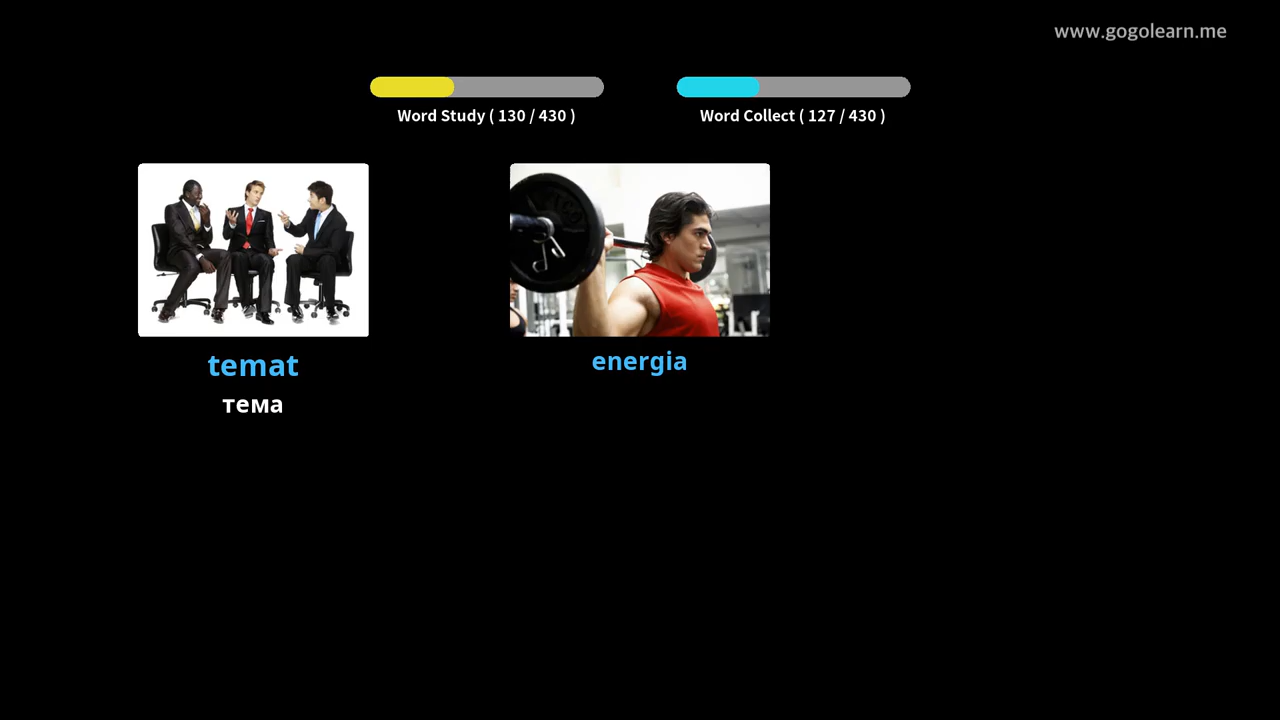 www.gogolearn.me
Word Study ( 130 / 430 )
Word Collect ( 127 / 430 )
temat
тема
energia